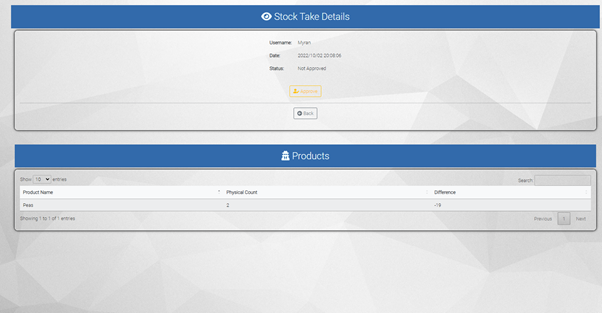 Stock Take Details
Username: Myran
Date: 2022/10/02 20:08:06
Status: Not Approved
Approve
Back
Products
Show 10 entries
Search:
Product Name Physical Count Difference
Peas 2 -19
Showing 1 to 1 of 1 entries
Previous 1 Next